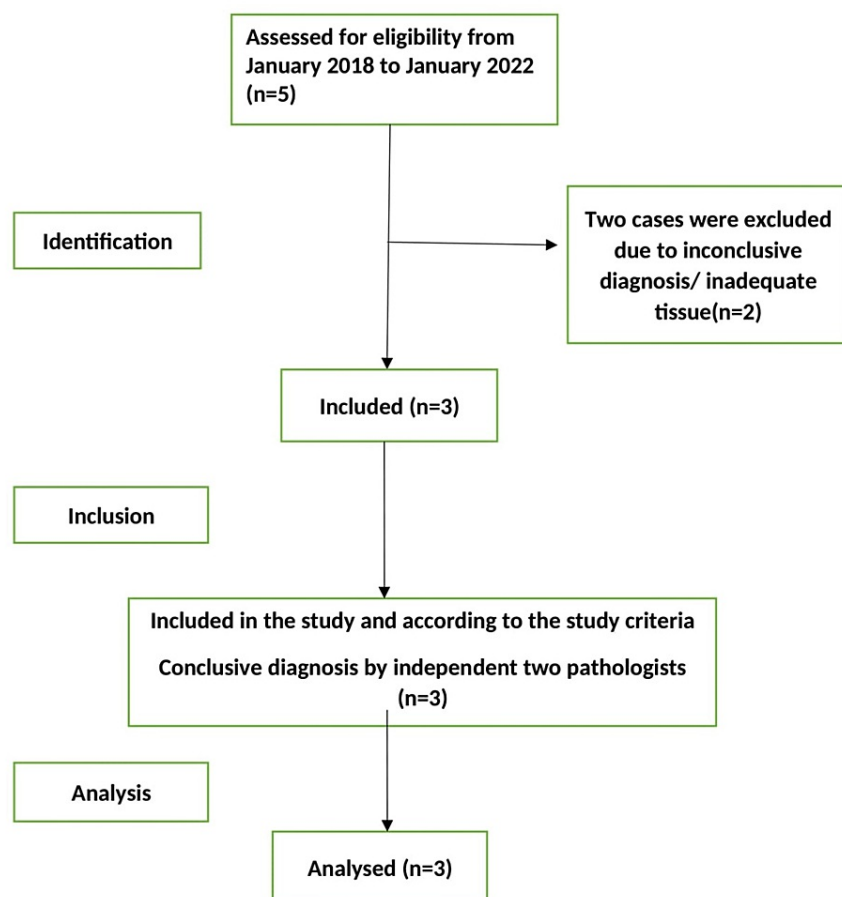 Assessed for eligibility from
January 2018 to January 2022
(n=5)
Identification
Two cases were excluded
due to inconclusive
diagnosis/ inadequate
tissue(n=2)
Included (n=3)
Inclusion
Included in the study and according to the study criteria
Conclusive diagnosis by independent two pathologists
(n=3)
Analysis
Analysed (n=3)